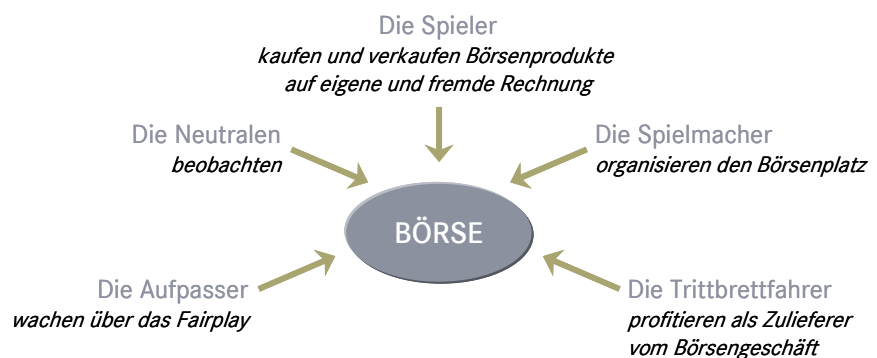 Die Spieler
kaufen und verkaufen Börsenprodukte
auf eigene und fremde Rechnung
Die Neutralen
beobachten
Die Spielmacher
organisieren den Börsenplatz
BÖRSE
Die Aufpasser
wachen über das Fairplay
Die Trittbrettfahrer
profitieren als Zulieferer
vom Börsengeschäft